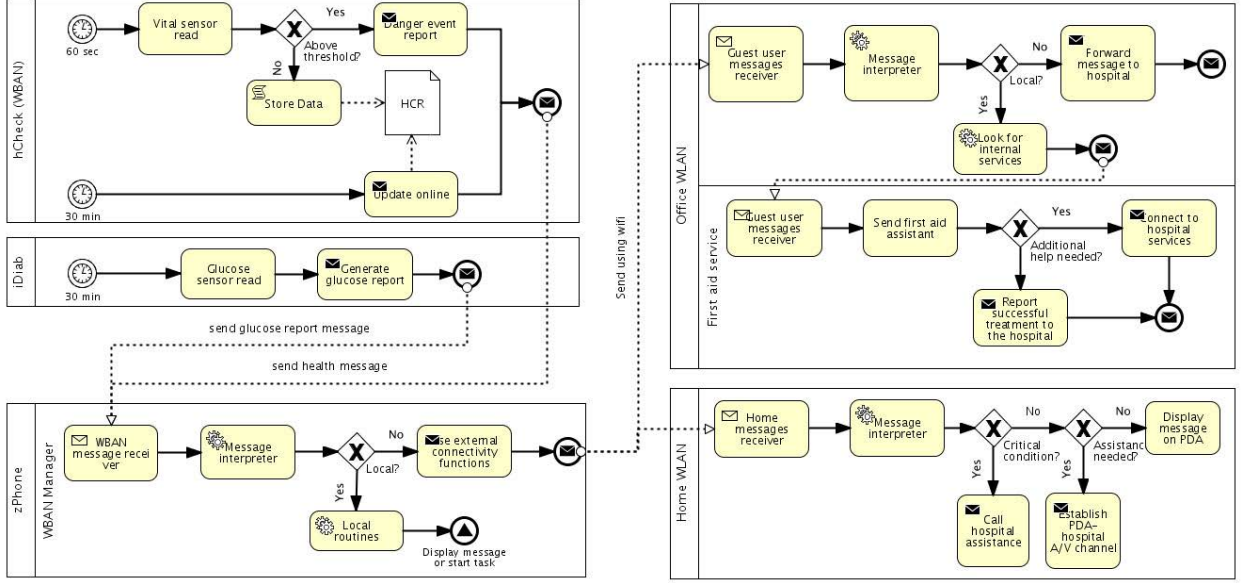 hCheck (WBAN)
60 sec
Vital sensor
read
Yes
Above
threshold?
No
Danger event
report
Store Data
HCR
30 min
Update online
iDiab
30 min
Glucose
sensor read
Generate
glucose report
send glucose report message
send health message
zPhone
WBAN Manager
WBAN
message recei
ver
Message
interpreter
Local?
No
Yes
se external
connectivity
functions
Local
routines
Display message
or start task
Send using wifi
Office WLAN
Guest user
messages
receiver
Message
interpreter
Local?
No
Yes
Forward
message to
hospital
Look for
internal
services
First aid service
Guest user
messages
receiver
Send first aid
assistant
Additional
help needed?
Yes
Connect to
hospital
services
Report
successful
treatment to
the hospital
Home WLAN
Home
messages
receiver
Message
interpreter
Critical
condition?
No
Yes
Assistanc
needed?
No
Yes
Display
message
on PDA
Call
hospital
assistance
Establish
PDA-
hospital
A/V channel